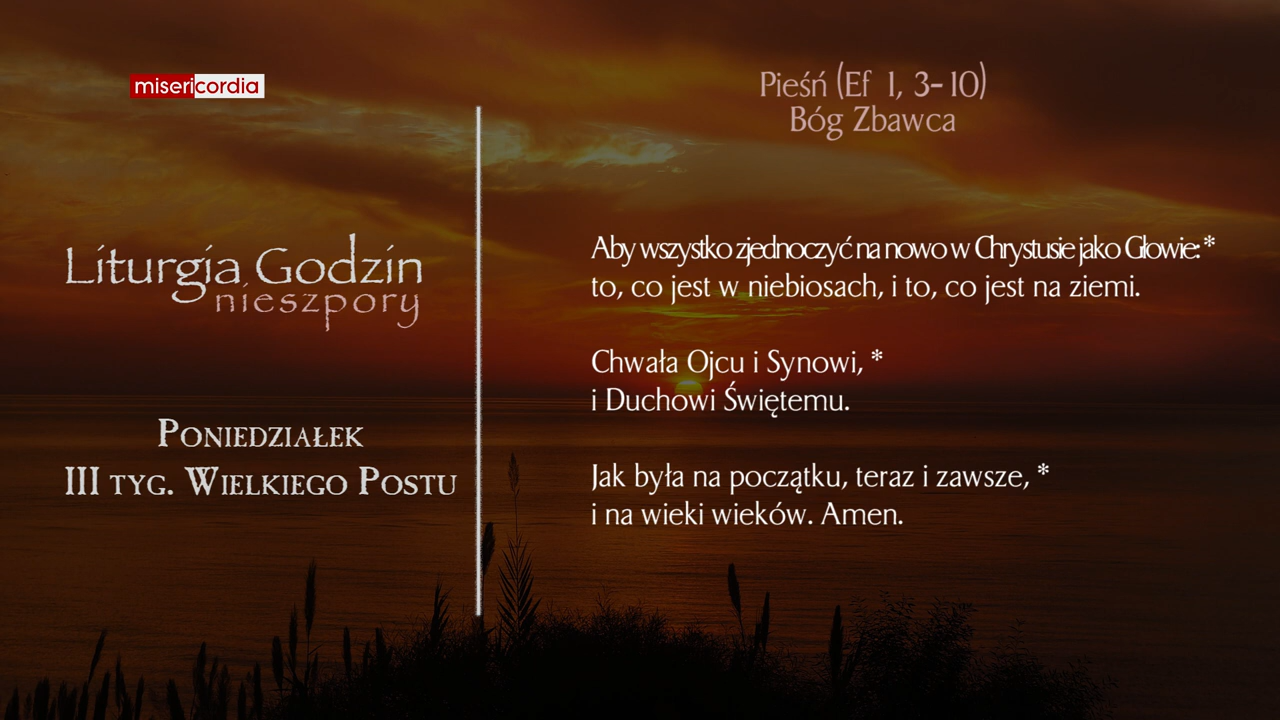 misericordia
Liturgia Godzin
nieszpory
Poniedziałek
III tyg. Wielkiego Postu
Pieśń (Ef 1, 3-10)
Bóg Zbawca
Aby wszystko zjednoczyć na nowo w Chrystusie jako Głowie: *
to, co jest w niebiosach, i to, co jest na ziemi.
Chwała Ojcu i Synowi, *
i Duchowi Świętemu.
Jak była na początku, teraz i zawsze, *
i na wieki wieków. Amen.